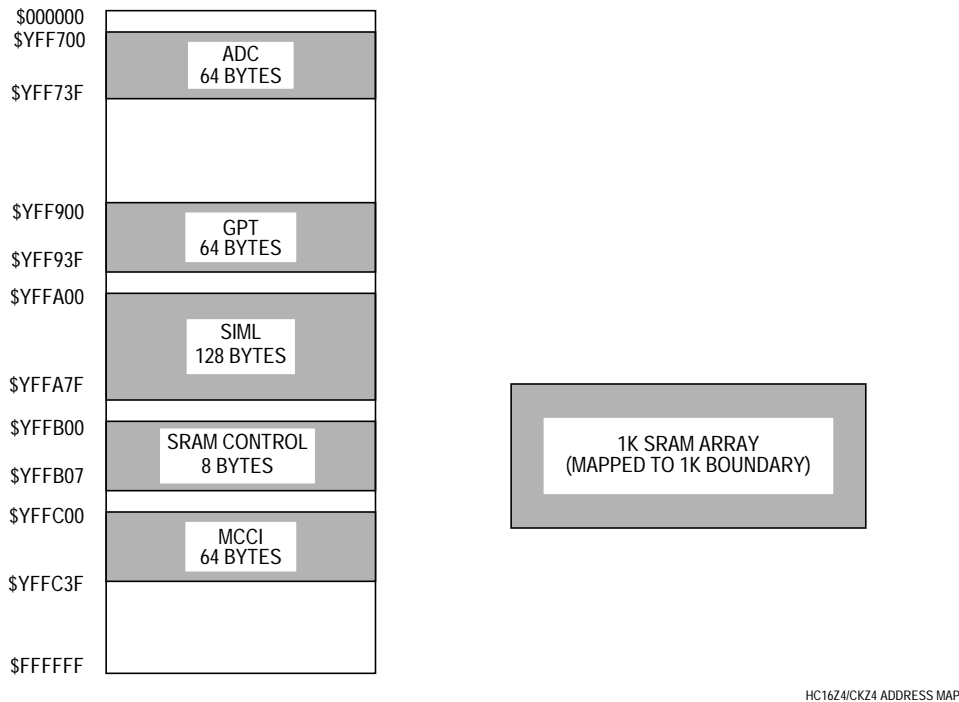 $000000
$YFF700
ADC
64 BYTES
$YFF73F
$YFF900
GPT
64 BYTES
$YFF93F
$YFFA00
SIML
128 BYTES
$YFFA7F
$YFFB00
SRAM CONTROL
8 BYTES
$YFFB07
$YFFC00
MCCI
64 BYTES
$YFFC3F
$FFFFFF
1K SRAM ARRAY
(MAPPED TO 1K BOUNDARY)
HC16Z4/CKZ4 ADDRESS MAP